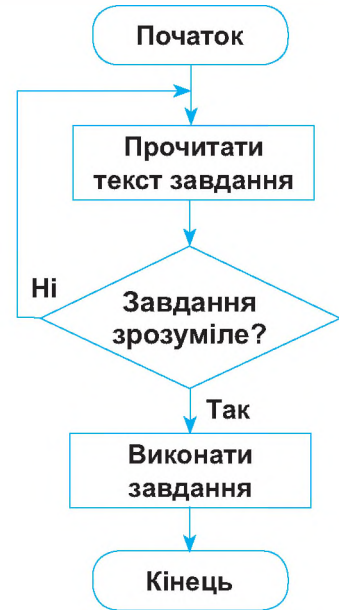 Початок
Прочитати
текст завдання
Ні
Завдання
зрозуміле?
Так
Виконати
завдання
Кінець